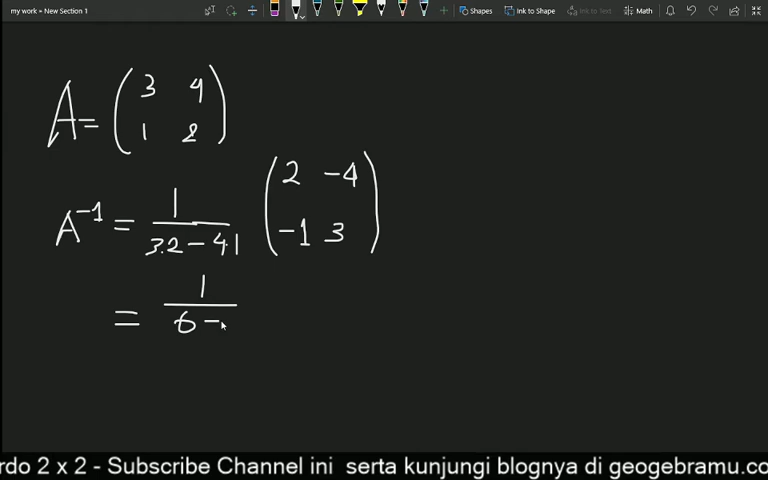 my work » New Section 1
Shapes Ink to Shape Ink to Text Math
A = ( 3 4
1 2 )
A⁻¹ = 1 / 3.2 − 4.1 ( 2 −4
−1 3 )
= 1 / 6 −
rdo 2 x 2 - Subscribe Channel ini serta kunjungi blognya di geogebramu.co